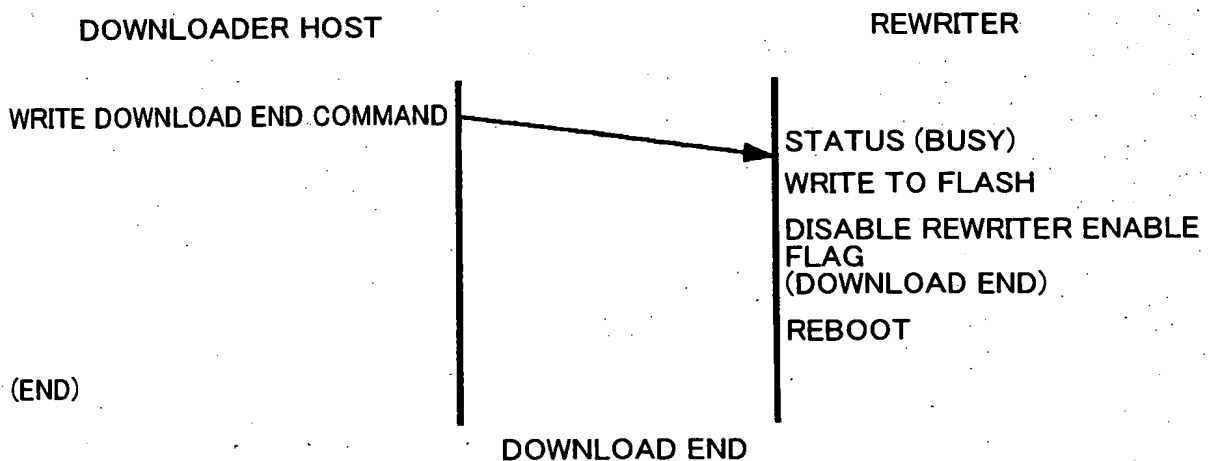 DOWNLOADER HOST
REWRITER
WRITE DOWNLOAD END COMMAND
STATUS (BUSY)
WRITE TO FLASH
DISABLE REWRITER ENABLE
FLAG
(DOWNLOAD END)
REBOOT
(END)
DOWNLOAD END